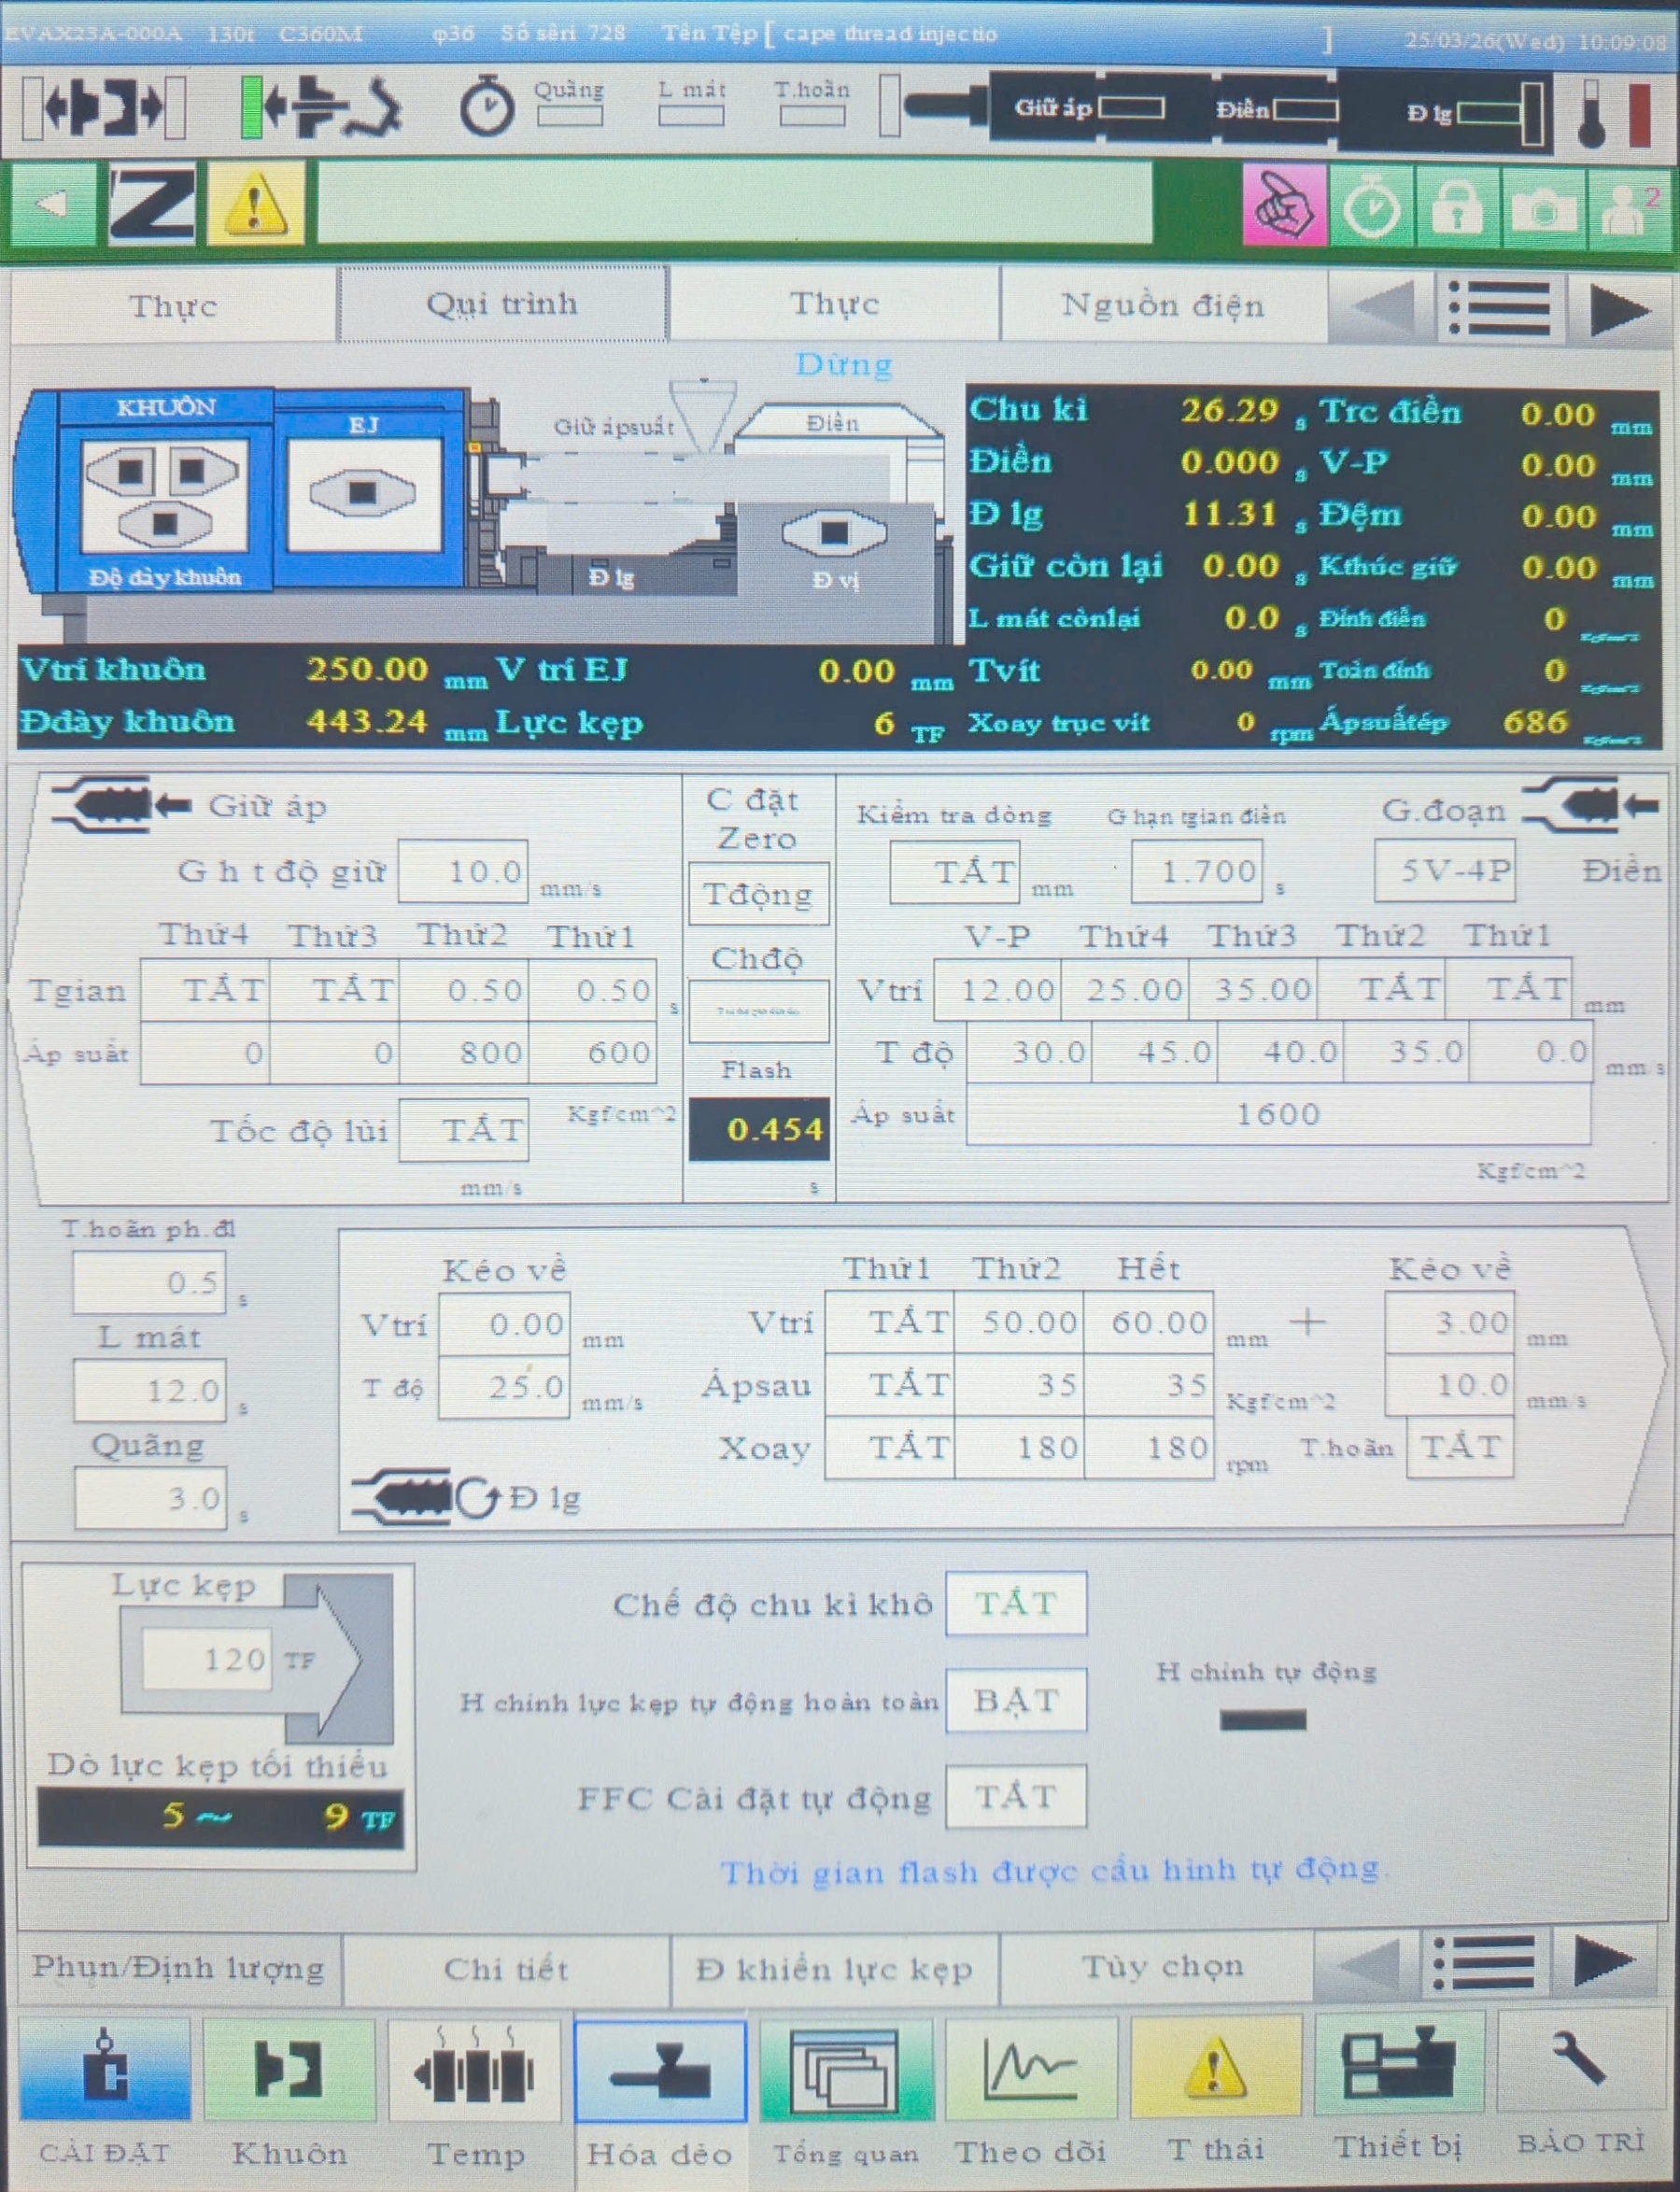 EVAX25A-000A 130t C360M φ36 Số sêri 728 Tên Tệp [ cape thread injectio ] 25/03/26(Wed) 10:09:08
Quãng L mát T.hoãn Giữ áp Điền Đ lg
2
Thực Qui trình Thực Nguồn điện
Dừng
KHUÔN EJ Giữ ápsuất Điền
Độ dày khuôn Đ lg Đ vị
Chu kì 26.29 s Trc điền 0.00 mm
Điền 0.000 s V-P 0.00 mm
Đ lg 11.31 s Đệm 0.00 mm
Giữ còn lại 0.00 s Kthúc giữ 0.00 mm
L mát cònlại 0.0 s Đỉnh điền 0
Vtrí khuôn 250.00 mm V trí EJ 0.00 mm Tvít 0.00 mm Toàn đỉnh 0
Đdày khuôn 443.24 mm Lực kẹp 6 TF Xoay trục vít 0 rpm Ápsuấtép 686
Giữ áp C đặt Zero Kiểm tra dòng G hạn tgian điền G.đoạn
G h t độ giữ 10.0 mm/s Tđộng TẮT mm 1.700 s 5V-4P Điền
Thứ4 Thứ3 Thứ2 Thứ1 Chđộ V-P Thứ4 Thứ3 Thứ2 Thứ1
Tgian TẮT TẮT 0.50 0.50 s Vtrí 12.00 25.00 35.00 TẮT TẮT mm
Áp suất 0 0 800 600 Flash T độ 30.0 45.0 40.0 35.0 0.0 mm/s
Tốc độ lùi TẮT Kgf/cm^2 0.454 Áp suất 1600
mm/s s Kgf/cm^2
T.hoãn ph.đl
0.5 s
L mát
12.0 s
Quãng
3.0 s
Kéo về Thứ1 Thứ2 Hết Kéo về
Vtrí 0.00 mm Vtrí TẮT 50.00 60.00 mm + 3.00 mm
T độ 25.0 mm/s Ápsau TẮT 35 35 Kgf/cm^2 10.0 mm/s
Xoay TẮT 180 180 rpm T.hoãn TẮT
Đ lg
Lực kẹp
120 TF
Dò lực kẹp tối thiểu
5 ~ 9 TF
Chế độ chu kì khô TẮT
H chỉnh lực kẹp tự động hoàn toàn BẬT H chỉnh tự động
FFC Cài đặt tự động TẮT
Thời gian flash được cấu hình tự động.
Phun/Định lượng Chi tiết Đ khiển lực kẹp Tùy chọn
CÀI ĐẶT Khuôn Temp Hóa dẻo Tổng quan Theo dõi T thái Thiết bị BẢO TRÌ